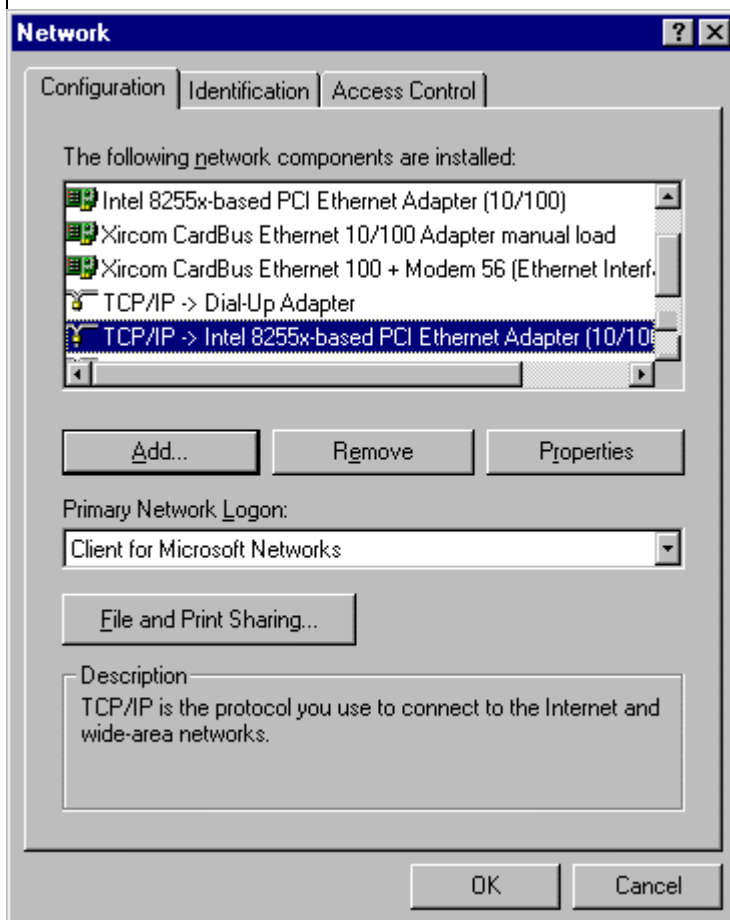 Network
Configuration Identification Access Control
The following network components are installed:
Intel 8255x-based PCI Ethernet Adapter (10/100)
Xircom CardBus Ethernet 10/100 Adapter manual load
Xircom CardBus Ethernet 100 + Modem 56 (Ethernet Interf
TCP/IP -> Dial-Up Adapter
TCP/IP -> Intel 8255x-based PCI Ethernet Adapter (10/10
Add... Remove Properties
Primary Network Logon:
Client for Microsoft Networks
File and Print Sharing...
Description
TCP/IP is the protocol you use to connect to the Internet and
wide-area networks.
OK Cancel